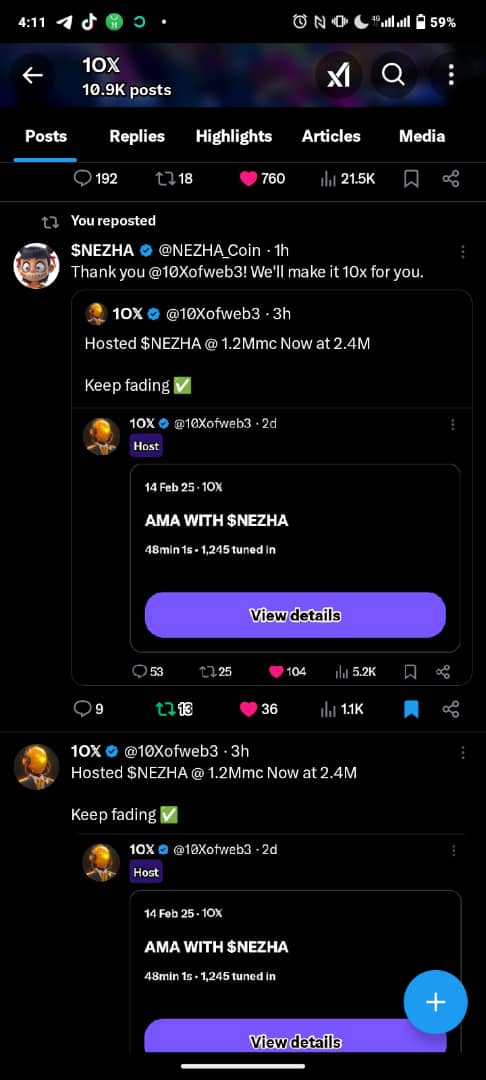 4:11
4G
59%
10X
10.9K posts
Posts
Replies
Highlights
Articles
Media
192
18
760
21.5K
You reposted
$NEZHA @NEZHA_Coin · 1h
Thank you @10Xofweb3! We'll make it 10x for you.
10X @10Xofweb3 · 3h
Hosted $NEZHA @ 1.2Mmc Now at 2.4M
Keep fading ✅
10X @10Xofweb3 · 2d
Host
14 Feb 25 · 10X
AMA WITH $NEZHA
48min 1s • 1,245 tuned in
View details
53
25
104
5.2K
9
13
36
1.1K
10X @10Xofweb3 · 3h
Hosted $NEZHA @ 1.2Mmc Now at 2.4M
Keep fading ✅
10X @10Xofweb3 · 2d
Host
14 Feb 25 · 10X
AMA WITH $NEZHA
48min 1s • 1,245 tuned in
View details